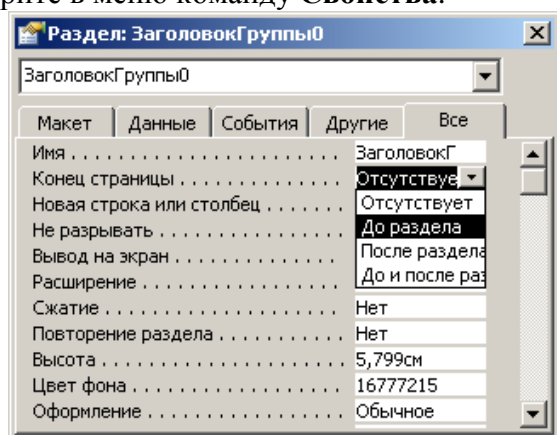 рите в меню команду Свойства.
Раздел: ЗаголовокГруппы0
ЗаголовокГруппы0
Макет Данные События Другие Все
Имя . . . . . . . . . . . . . . . . . . . . . . . ЗаголовокГ
Конец страницы . . . . . . . . . . . . . . Отсутствуе
Новая строка или столбец . . . . . . . Отсутствует
Не разрывать . . . . . . . . . . . . . . . . До раздела
Вывод на экран . . . . . . . . . . . . . . После раздела
Расширение . . . . . . . . . . . . . . . . . До и после раз
Сжатие . . . . . . . . . . . . . . . . . . . . Нет
Повторение раздела . . . . . . . . . . . Нет
Высота . . . . . . . . . . . . . . . . . . . . 5,799см
Цвет фона . . . . . . . . . . . . . . . . . . 16777215
Оформление . . . . . . . . . . . . . . . . . Обычное